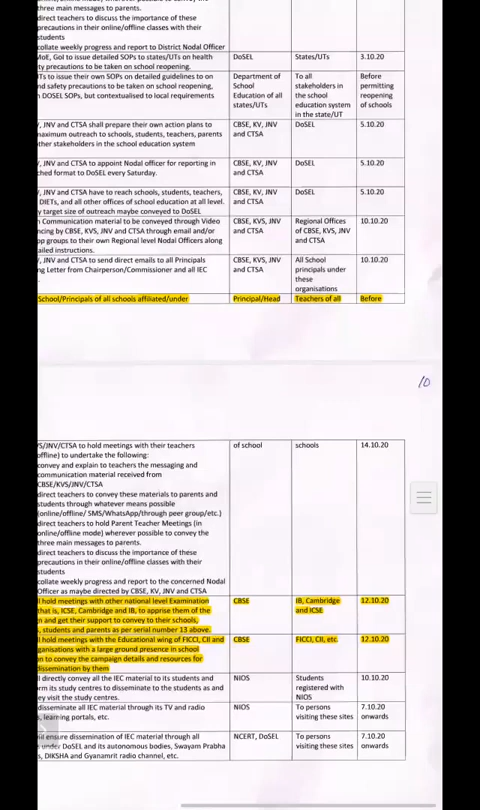 three main messages to parents.
direct teachers to discuss the importance of these
precautions in their online/offline classes with their
students
collate weekly progress and report to District Nodal Officer
MoE, GoI to issue detailed SOPs to states/UTs on health DoSEL States/UTs 3.10.20
ty precautions to be taken on school reopening.
Ts to issue their own SOPs on detailed guidelines to on Department of To all Before
nd safety precautions to be taken on school reopening, School stakeholders in permitting
n DOSEL SOPs, but contextualised to local requirements Education of all the school reopening
states/UTs education system of schools
in the state/UT
/, JNV and CTSA shall prepare their own action plans to CBSE, KV, JNV DoSEL 5.10.20
naximum outreach to schools, students, teachers, parents and CTSA
ther stakeholders in the school education system
/, JNV and CTSA to appoint Nodal officer for reporting in CBSE, KV, JNV DoSEL 5.10.20
ched format to DoSEL every Saturday. and CTSA
/, JNV and CTSA have to reach schools, students, teachers, CBSE, KV, JNV DoSEL 5.10.20
DIETs, and all other offices of school education at all level. and CTSA
y target size of outreach maybe conveyed to DoSEL
n Communication material to be conveyed through Video CBSE, KVS, JNV Regional Offices 10.10.20
ncing by CBSE, KVS, JNV and CTSA through email and/or and CTSA of CBSE, KVS, JNV
pp groups to their own Regional level Nodal Officers along and CTSA
ailed instructions.
/, JNV and CTSA to send direct emails to all Principals CBSE, KVS, JNV All School 10.10.20
ng Letter from Chairperson/Commissioner and all IEC and CTSA principals under
these
organisations
School/Principals of all schools affiliated/under Principal/Head Teachers of all Before
10
S/JNV/CTSA to hold meetings with their teachers of school schools 14.10.20
offline) to undertake the following:
convey and explain to teachers the messaging and
communication material received from
CBSE/KVS/JNV/CTSA
direct teachers to convey these materials to parents and
students through whatever means possible
(online/offline/ SMS/WhatsApp/through peer group/etc.)
direct teachers to hold Parent Teacher Meetings (in
online/offline mode) wherever possible to convey the
three main messages to parents.
direct teachers to discuss the importance of these
precautions in their online/offline classes with their
students
collate weekly progress and report to the concerned Nodal
Officer as maybe directed by CBSE, KV, JNV and CTSA
ll hold meetings with other national level Examination CBSE IB, Cambridge 12.10.20
that is, ICSE, Cambridge and IB, to apprise them of the and ICSE
n and get their support to convey to their schools,
, students and parents as per serial number 13 above.
ll hold meetings with the Educational wing of FICCI, CII and CBSE FICCI, CII, etc. 12.10.20
ganisations with a large ground presence in school
n to convey the campaign details and resources for
dissemination by them
ll directly convey all the IEC material to its students and NIOS Students 10.10.20
rm its study centres to disseminate to the students as and registered with
ey visit the study centres. NIOS
disseminate all IEC material through its TV and radio NIOS To persons 7.10.20
s, learning portals, etc. visiting these sites onwards
ill ensure dissemination of IEC material through all NCERT, DoSEL To persons 7.10.20
s under DoSEL and its autonomous bodies, Swayam Prabha visiting these sites onwards
s, DIKSHA and Gyanamrit radio channel, etc.